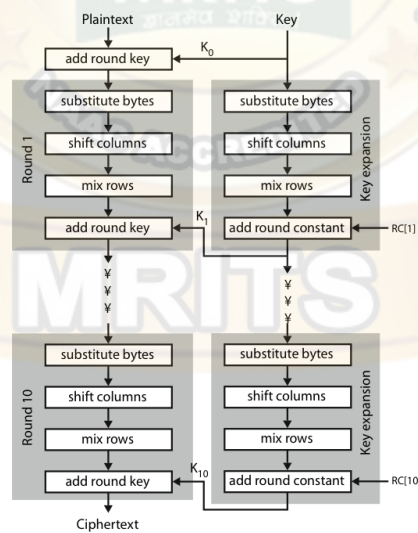 Plaintext
Key
add round key
K0
substitute bytes
substitute bytes
shift columns
shift columns
mix rows
mix rows
Round 1
Key expansion
add round key
K1
add round constant
RC[1]
¥
¥
¥
¥
¥
¥
MRITS
substitute bytes
substitute bytes
shift columns
shift columns
mix rows
mix rows
Round 10
Key expansion
add round key
K10
add round constant
RC[10
Ciphertext